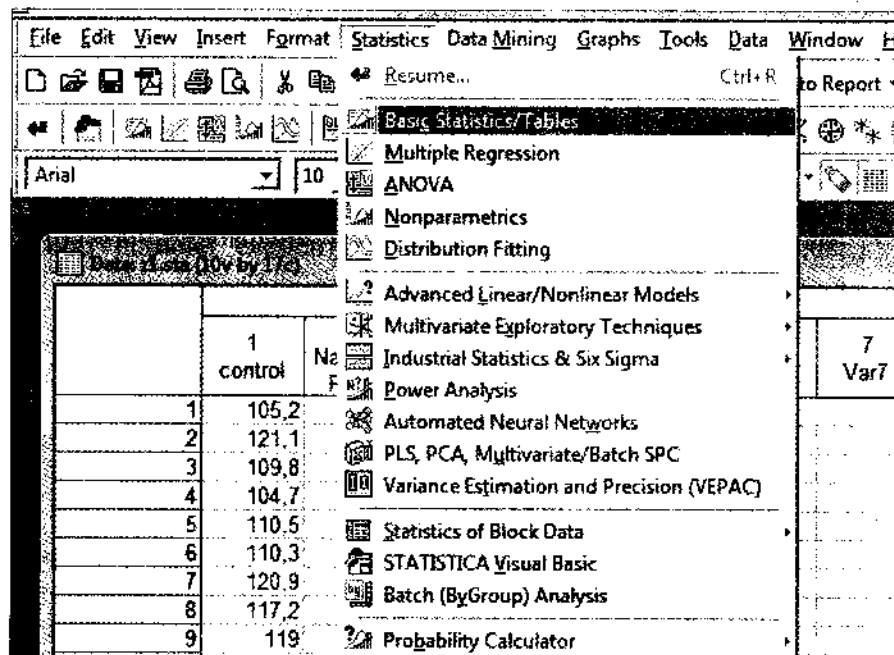 File Edit View Insert Format Statistics Data Mining Graphs Tools Data Window H
Resume... Ctrl+R
to Report
Basic Statistics/Tables
Multiple Regression
Arial 10
ANOVA
Nonparametrics
Distribution Fitting
Data: (10v by 17c)
Advanced Linear/Nonlinear Models
Multivariate Exploratory Techniques
Industrial Statistics & Six Sigma
Power Analysis
Automated Neural Networks
PLS, PCA, Multivariate/Batch SPC
Variance Estimation and Precision (VEPAC)
Statistics of Block Data
STATISTICA Visual Basic
Batch (ByGroup) Analysis
Probability Calculator
1
control
Na
7
Var7
1 105,2
2 121,1
3 109,8
4 104,7
5 110,5
6 110,3
7 120,9
8 117,2
9 119